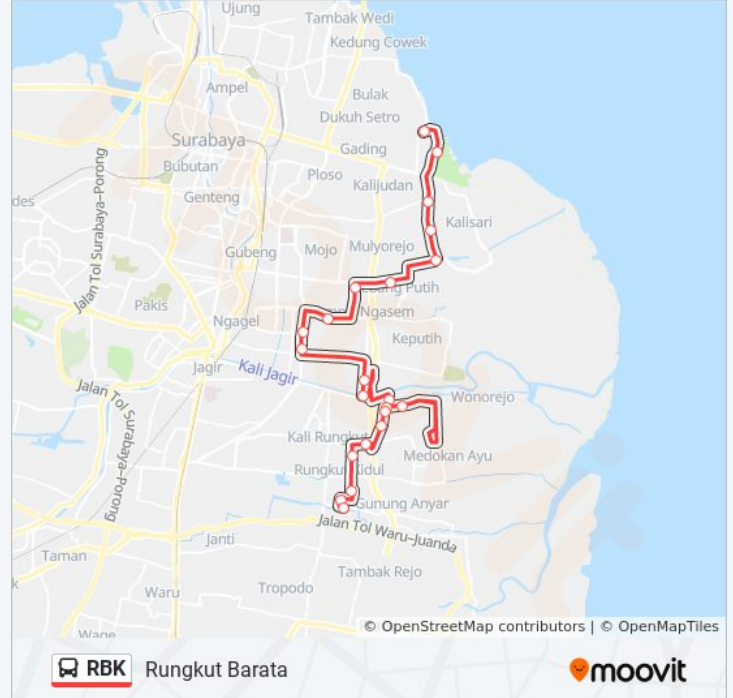 Ujung
Tambak Wedi
Kedung Cowek
Ampel
Bulak
Dukuh Setro
Surabaya
Gading
Bubutan
Ploso
Kalijudan
des
Genteng
Kalisari
Jalan Tol Surabaya-Porong
Gubeng
Mojo
Mulyorejo
Putih
Pakis
Ngasem
Ngagel
Keputih
Jagir
Kali Jagir
Wonorejo
Jalan Tol Surabaya-Porong
Kali Rungkut
Medokan Ayu
Rungkut Kidul
Gunung Anyar
Jalan Tol Waru-Juanda
Janti
Taman
Tambak Rejo
k
Waru
Tropodo
Wage
© OpenStreetMap contributors | © OpenMapTiles
RBK Rungkut Barata
moovit